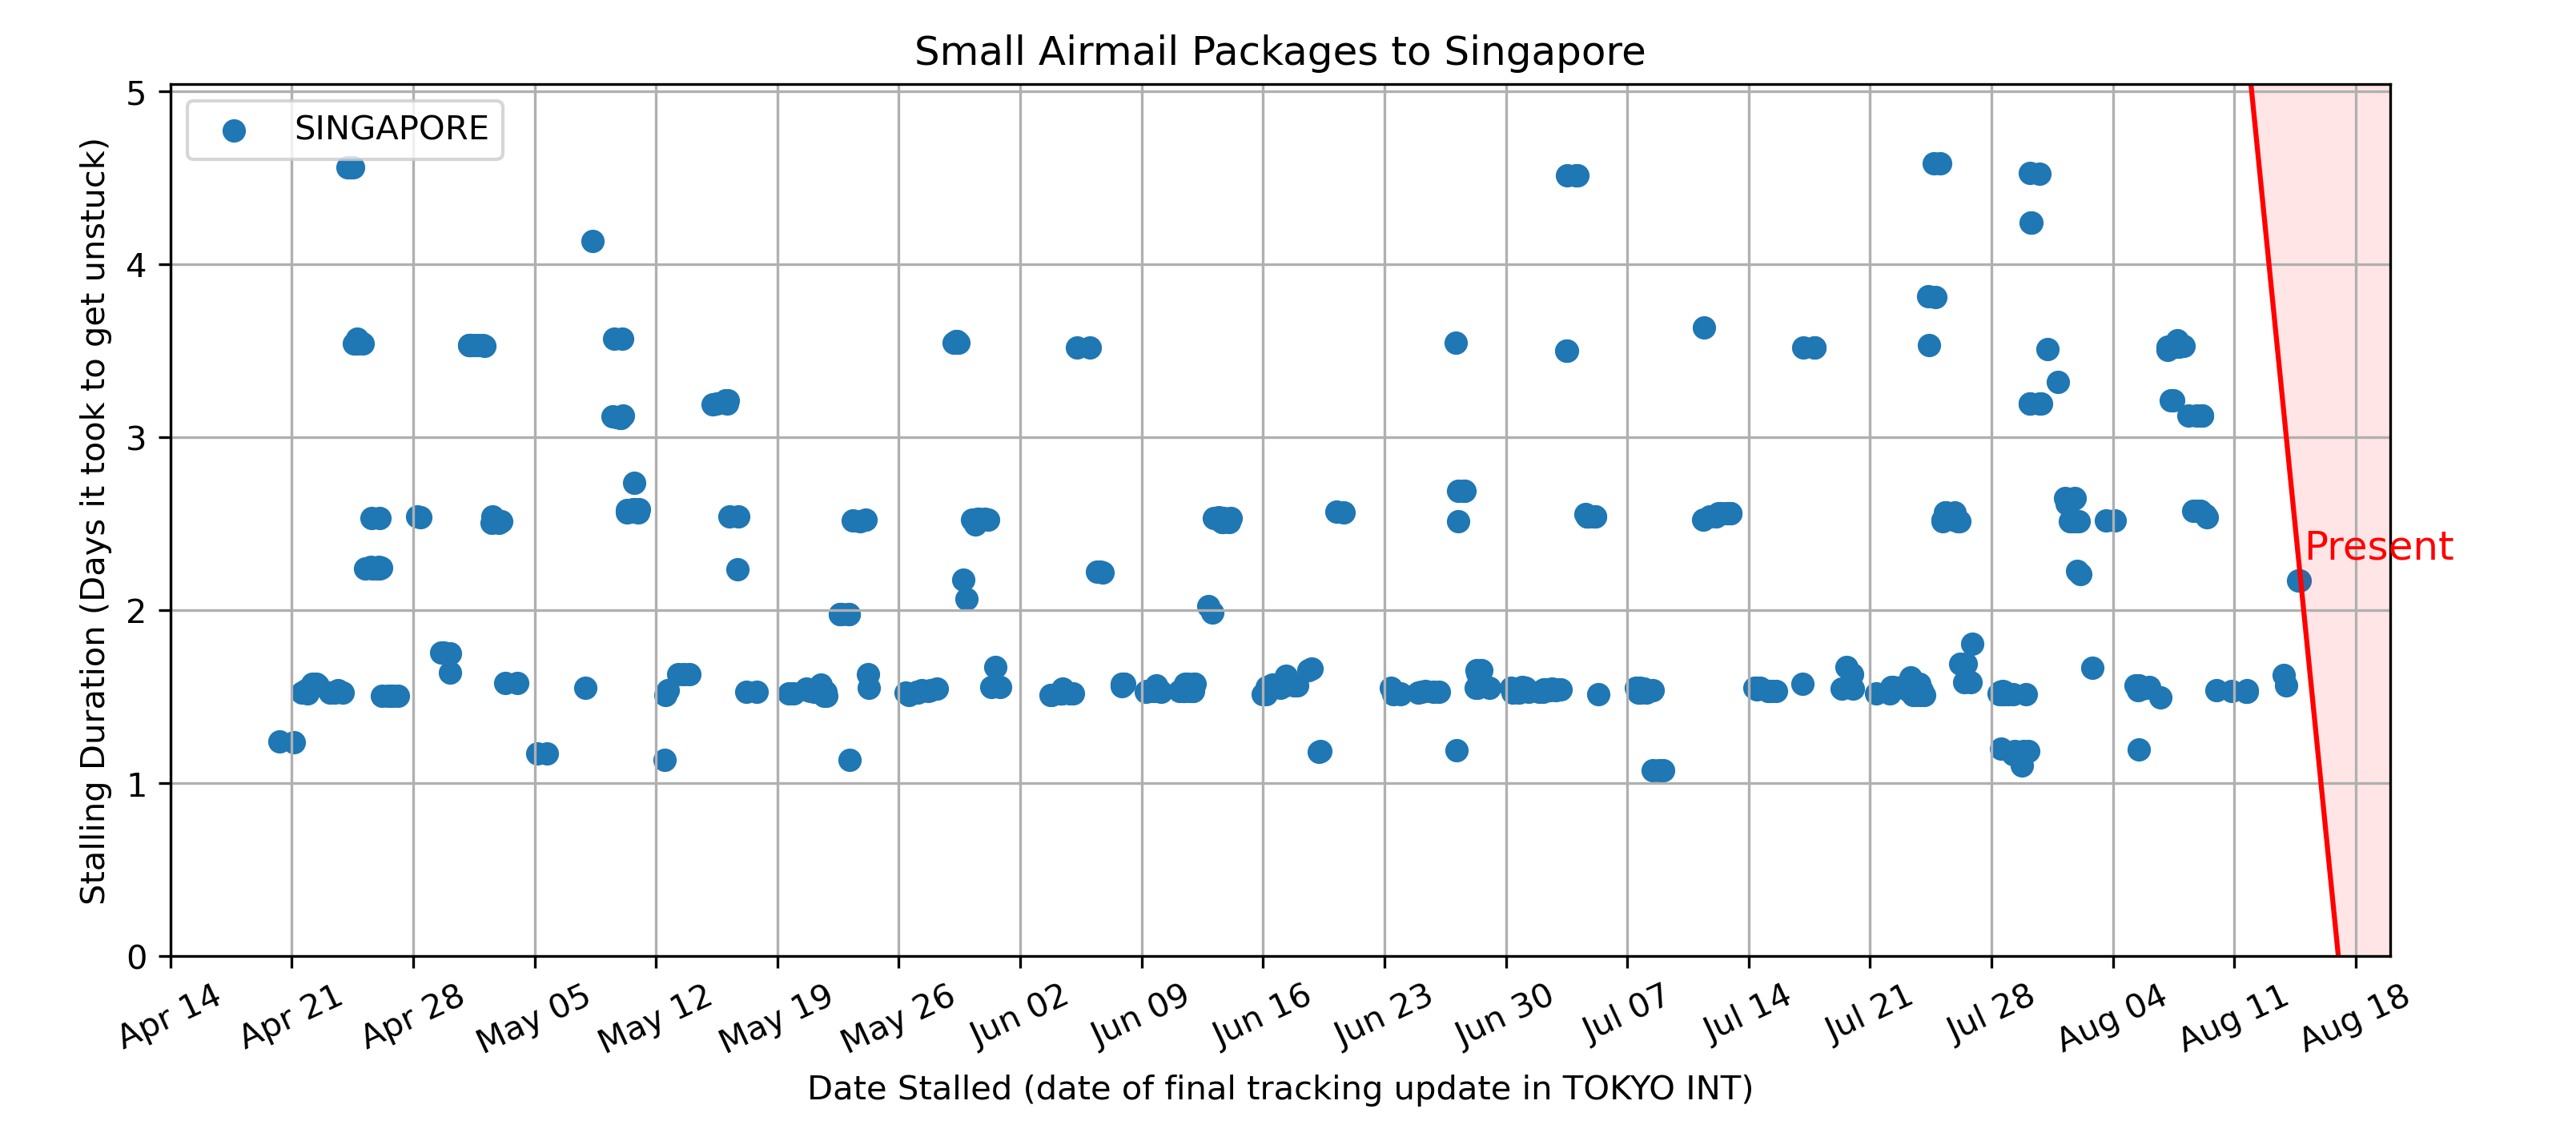 Small Airmail Packages to Singapore
SINGAPORE
Stalling Duration (Days it took to get unstuck)
5
4
3
2
1
0
Present
Apr 14 Apr 21 Apr 28 May 05 May 12 May 19 May 26 Jun 02 Jun 09 Jun 16 Jun 23 Jun 30 Jul 07 Jul 14 Jul 21 Jul 28 Aug 04 Aug 11 Aug 18
Date Stalled (date of final tracking update in TOKYO INT)